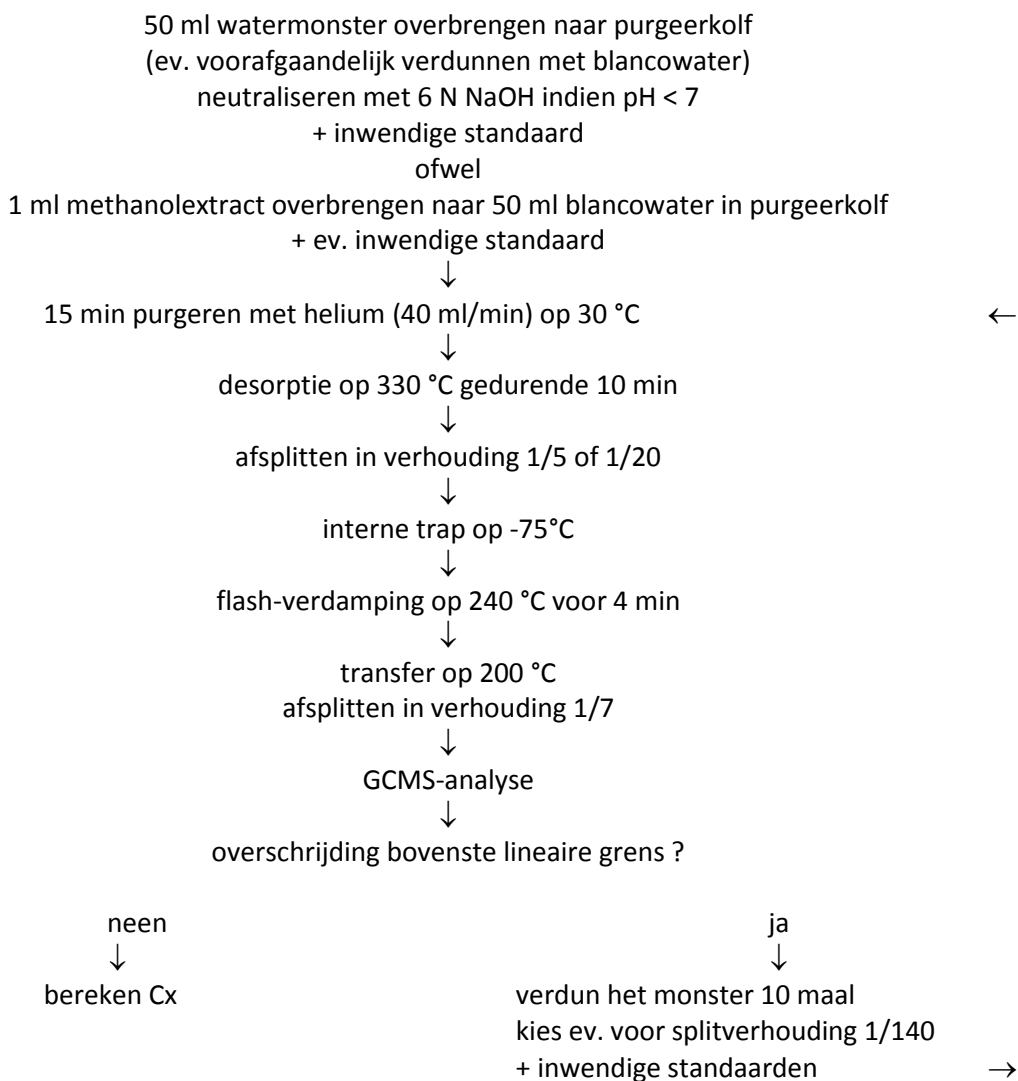 50 ml watermonster overbrengen naar purgeerkolf
(ev. voorafgaandelijk verdunnen met blancowater)
neutraliseren met 6 N NaOH indien pH < 7
+ inwendige standaard
ofwel
1 ml methanolextract overbrengen naar 50 ml blancowater in purgeerkolf
+ ev. inwendige standaard
↓
15 min purgeren met helium (40 ml/min) op 30 °C ←
↓
desorptie op 330 °C gedurende 10 min
↓
afsplitten in verhouding 1/5 of 1/20
↓
interne trap op -75°C
↓
flash-verdamping op 240 °C voor 4 min
↓
transfer op 200 °C
afsplitten in verhouding 1/7
↓
GCMS-analyse
↓
overschrijding bovenste lineaire grens ?
neen ja
↓ ↓
bereken Cx verdun het monster 10 maal
kies ev. voor splitverhouding 1/140
+ inwendige standaarden →